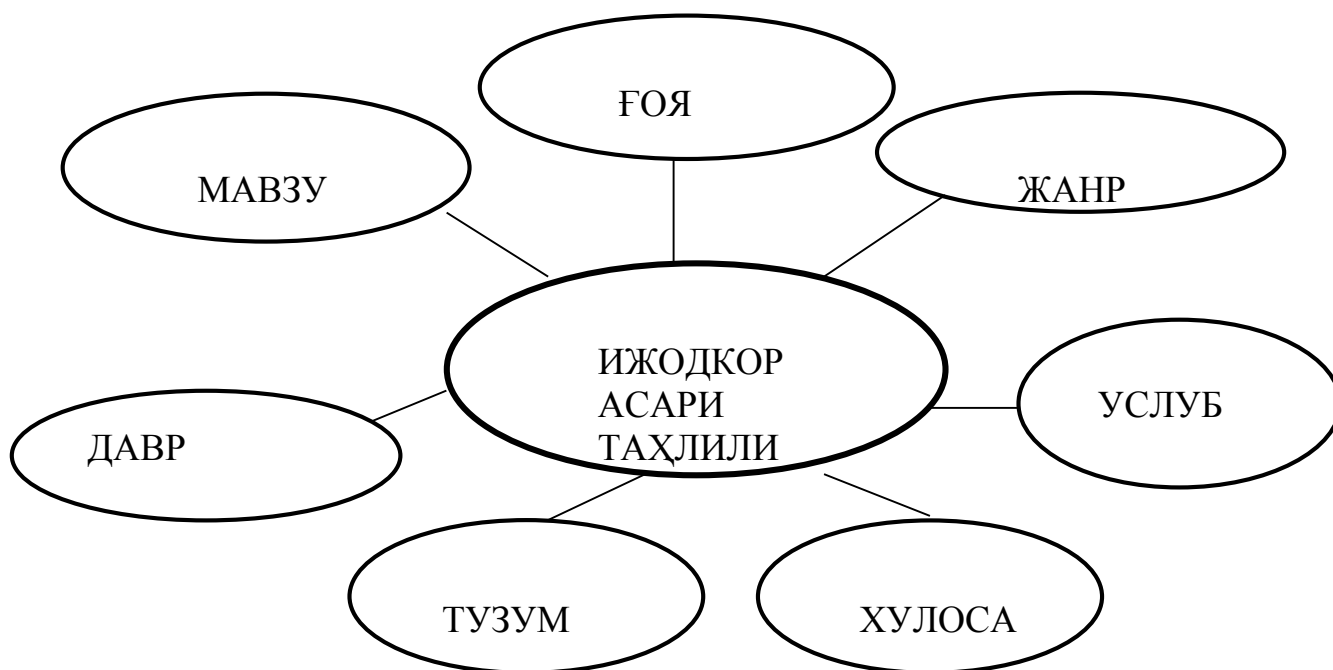 ҒОЯ
МАВЗУ
ЖАНР
ИЖОДКОР
АСАРИ
ТАҲЛИЛИ
УСЛУБ
ДАВР
ТУЗУМ
ХУЛОСА